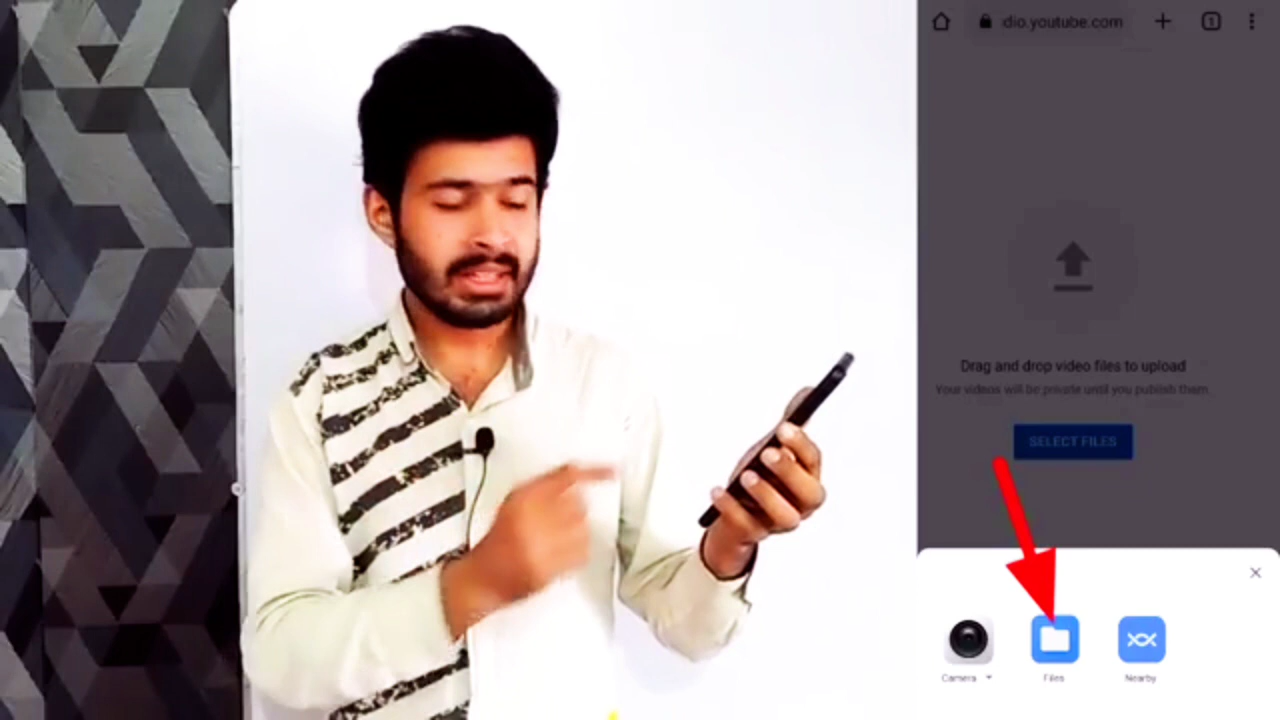 dio.youtube.com
1
Drag and drop video files to upload
Your videos will be private until you publish them.
SELECT FILES
Camera
Files
Nearby